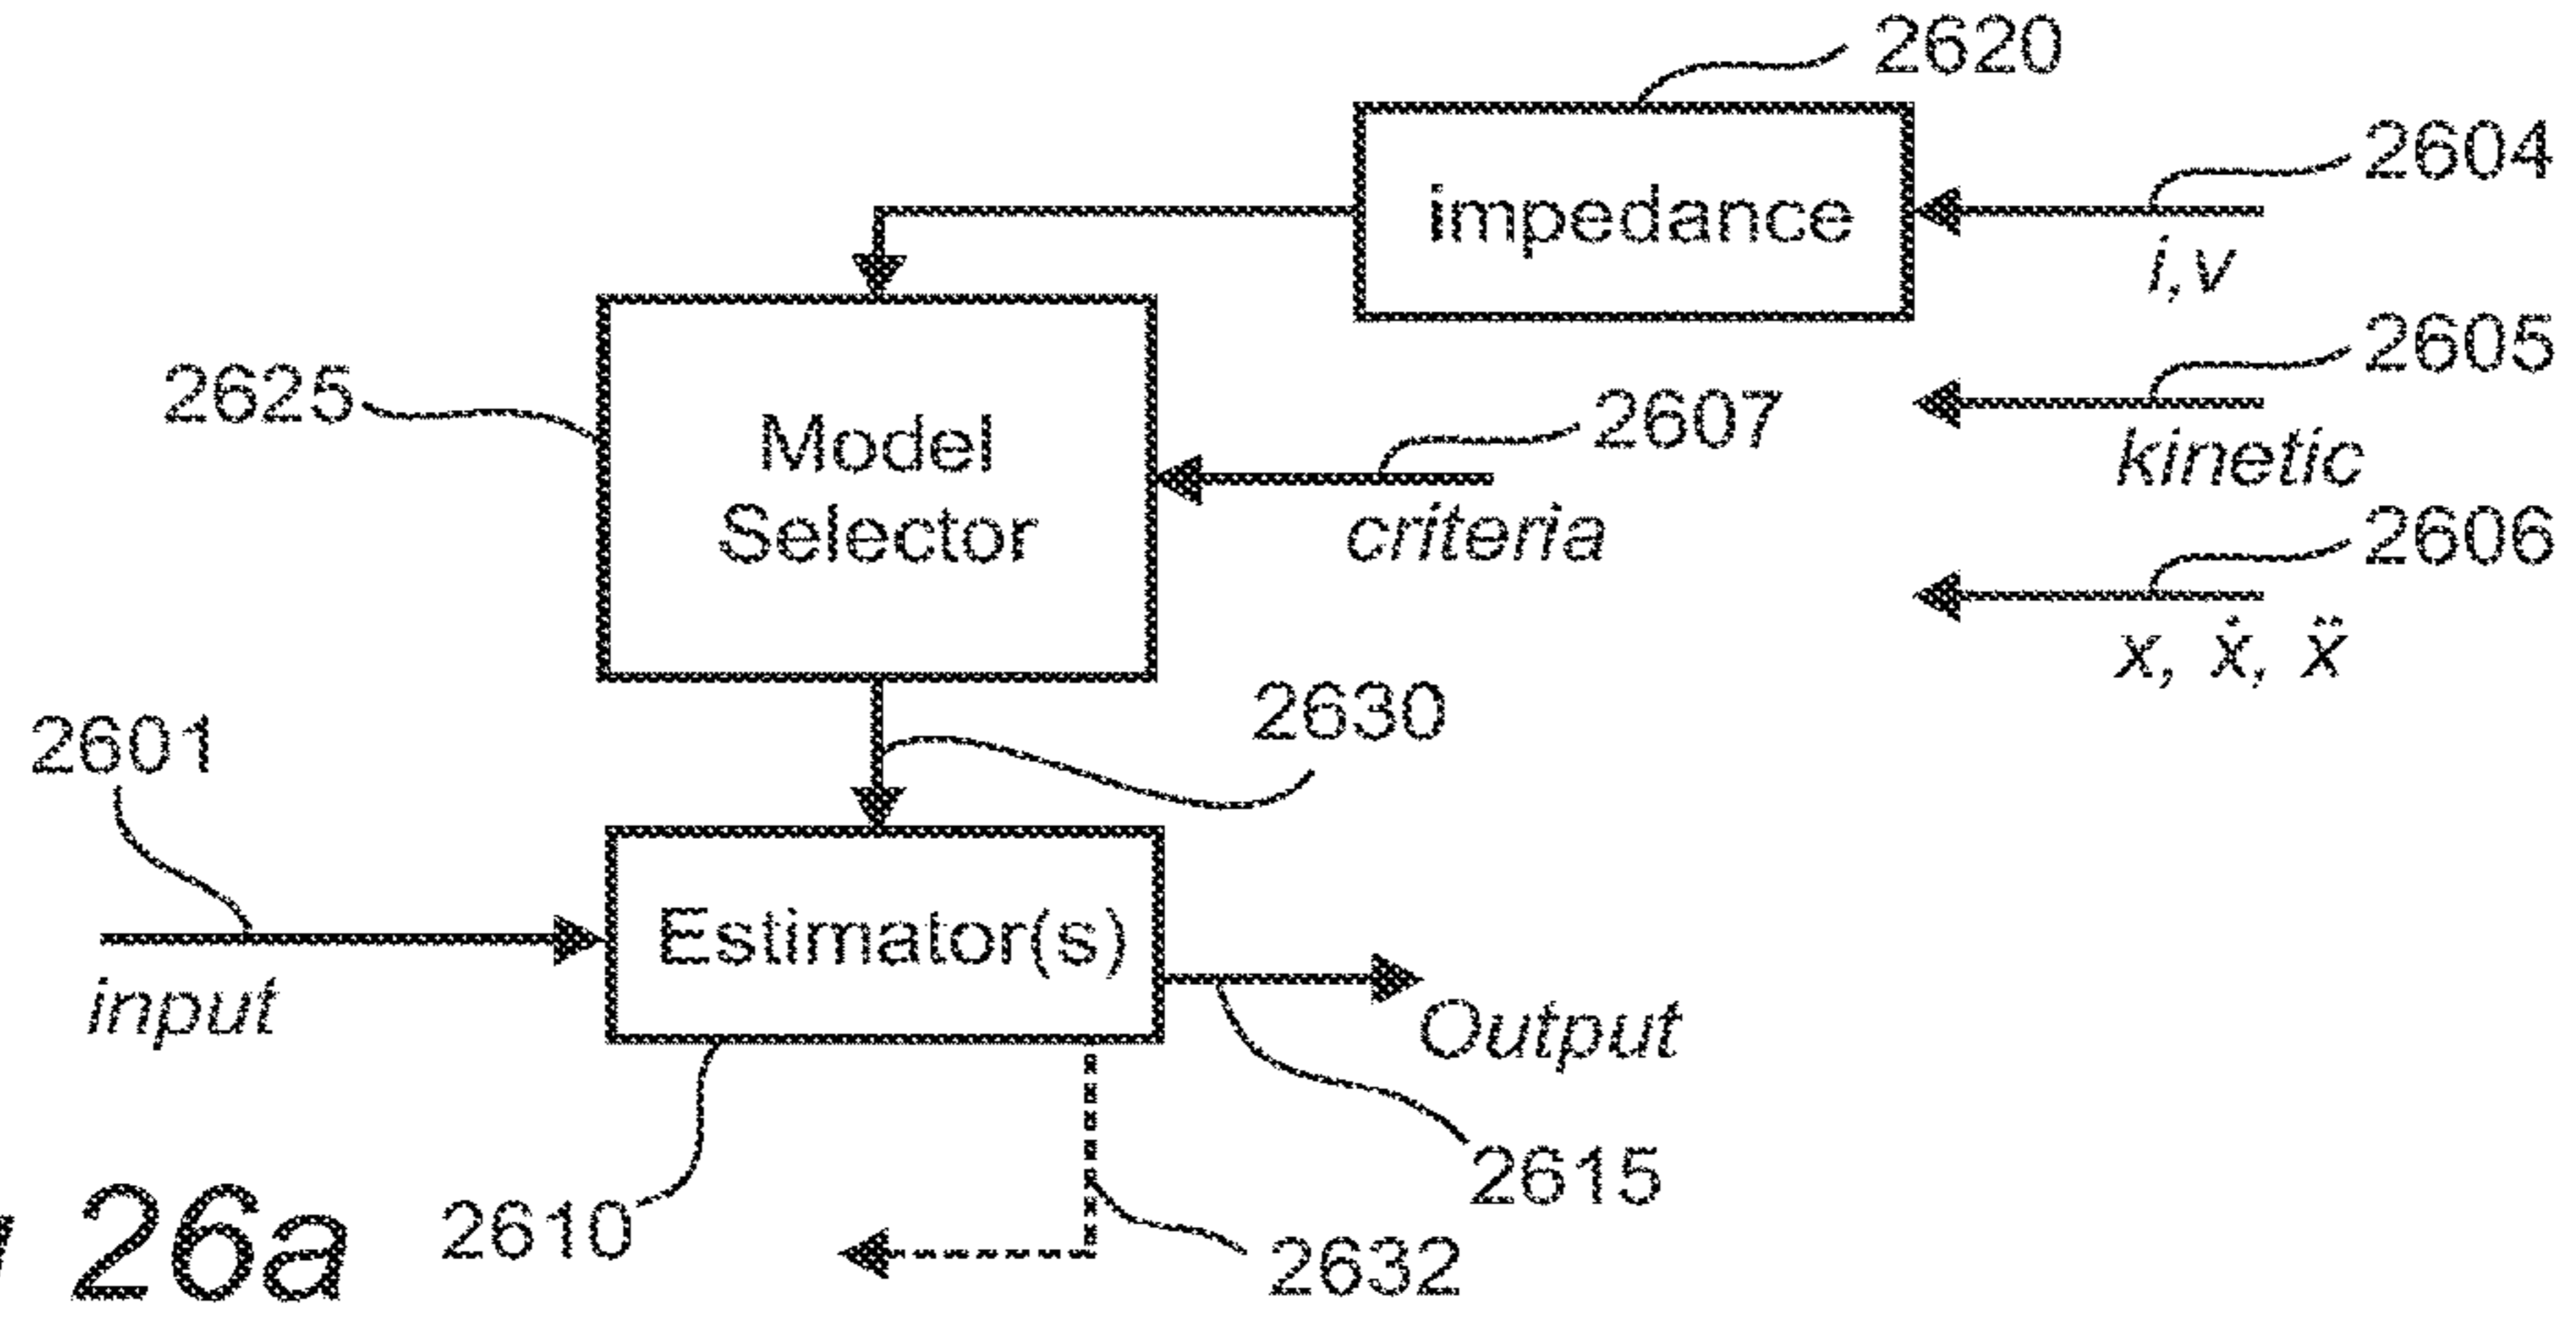 2620
2604
impedance
i,v
2605
2625
2607
Model
Selector
kinetic
criteria
2606
x, ẋ, ẍ
2630
2601
Estimator(s)
input
Output
2615
26a
2610
2632